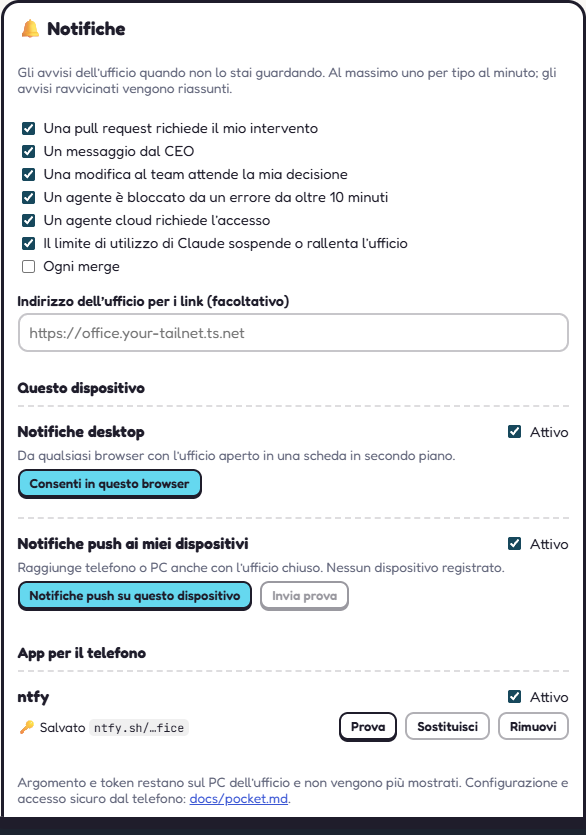 🔔 Notifiche
Gli avvisi dell'ufficio quando non lo stai guardando. Al massimo uno per tipo al minuto; gli
avvisi ravvicinati vengono riassunti.
Una pull request richiede il mio intervento
Un messaggio dal CEO
Una modifica al team attende la mia decisione
Un agente è bloccato da un errore da oltre 10 minuti
Un agente cloud richiede l'accesso
Il limite di utilizzo di Claude sospende o rallenta l'ufficio
Ogni merge
Indirizzo dell'ufficio per i link (facoltativo)
https://office.your-tailnet.ts.net
Questo dispositivo
Notifiche desktop Attivo
Da qualsiasi browser con l'ufficio aperto in una scheda in secondo piano.
Consenti in questo browser
Notifiche push ai miei dispositivi Attivo
Raggiunge telefono o PC anche con l'ufficio chiuso. Nessun dispositivo registrato.
Notifiche push su questo dispositivo Invia prova
App per il telefono
ntfy Attivo
🔑 Salvato ntfy.sh/…fice Prova Sostituisci Rimuovi
Argomento e token restano sul PC dell'ufficio e non vengono più mostrati. Configurazione e
accesso sicuro dal telefono: docs/pocket.md.